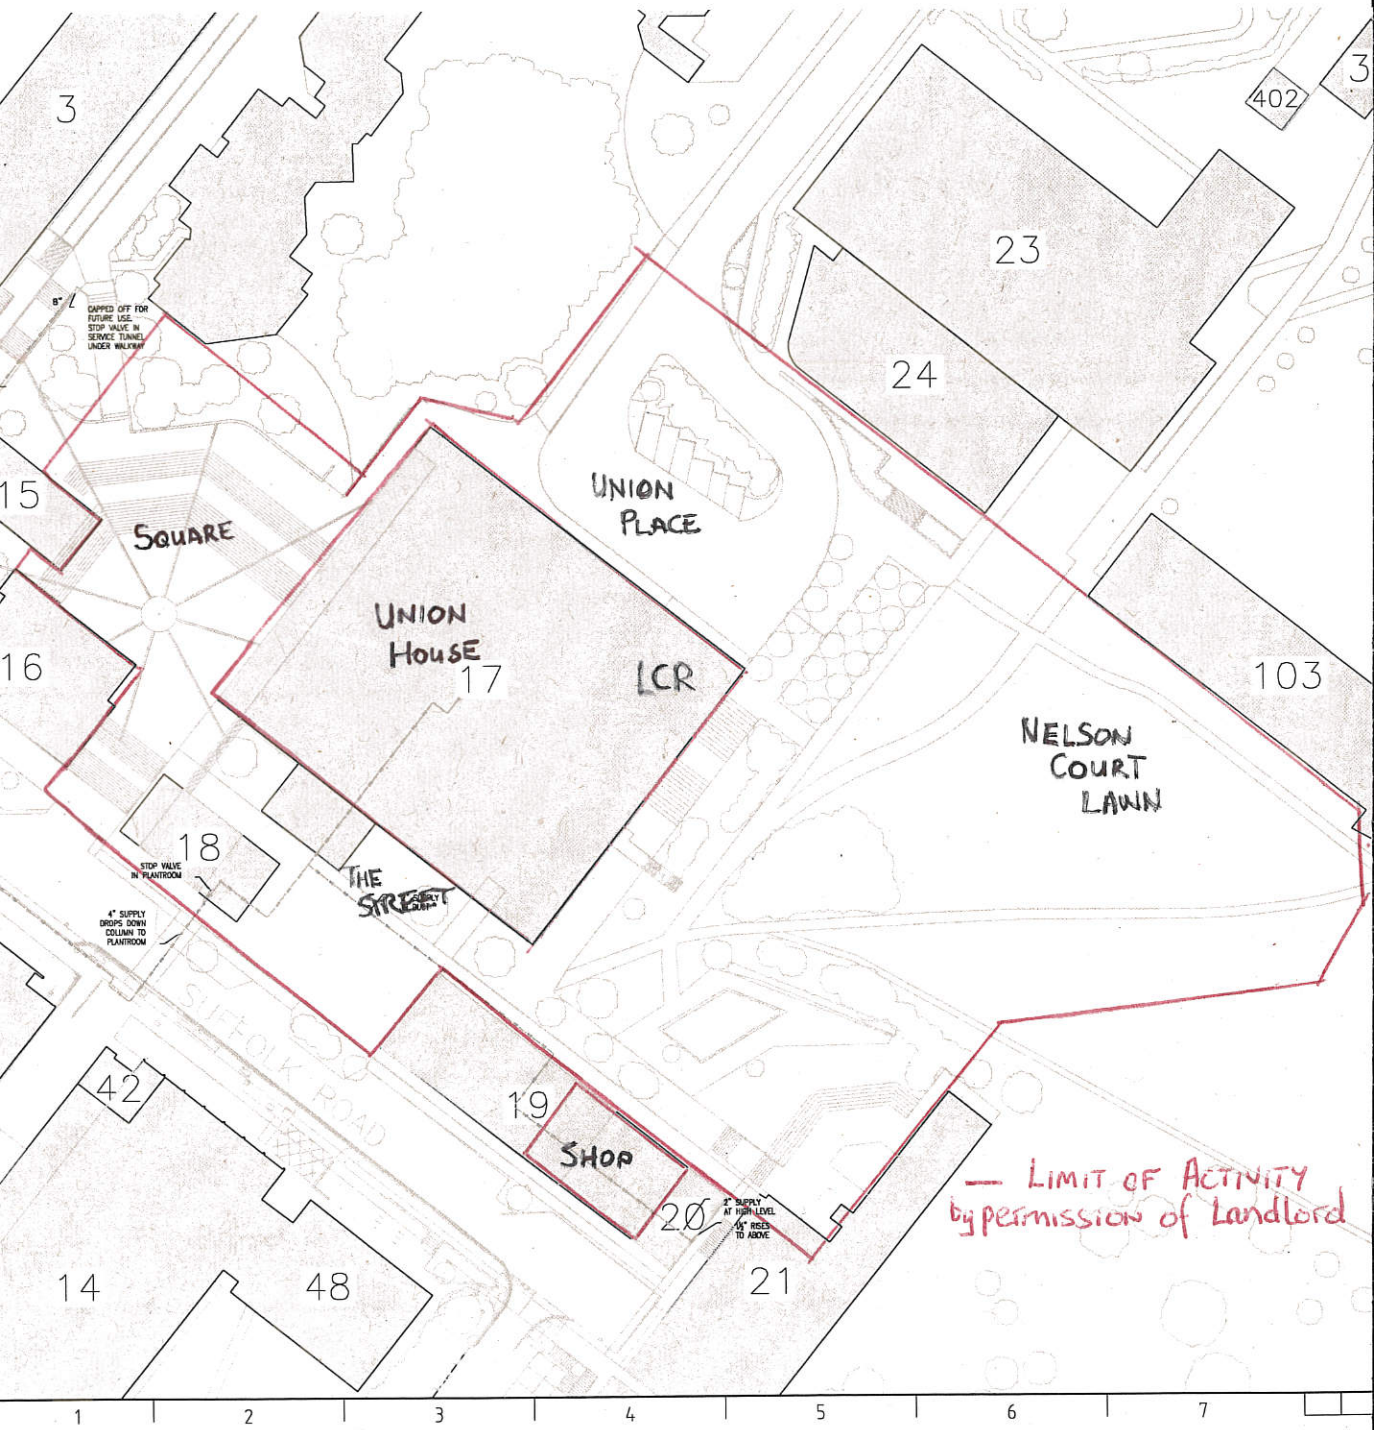 3
402
3
23
8"
CAPPED OFF FOR
FUTURE USE.
STOP VALVE IN
SERVICE TUNNEL
UNDER WALKWAY
24
15
SQUARE
UNION
PLACE
UNION
HOUSE
17
LCR
16
103
NELSON
COURT
LAWN
18
STOP VALVE
IN PLANTROOM
THE
STREET
4" SUPPLY
DROPS DOWN
COLUMN TO
PLANTROOM
SUFFOLK ROAD
42
19
SHOP
— LIMIT OF ACTIVITY
by permission of Landlord
20
2" SUPPLY
AT HIGH LEVEL
1½" RISES
TO ABOVE
21
14
48
1 2 3 4 5 6 7